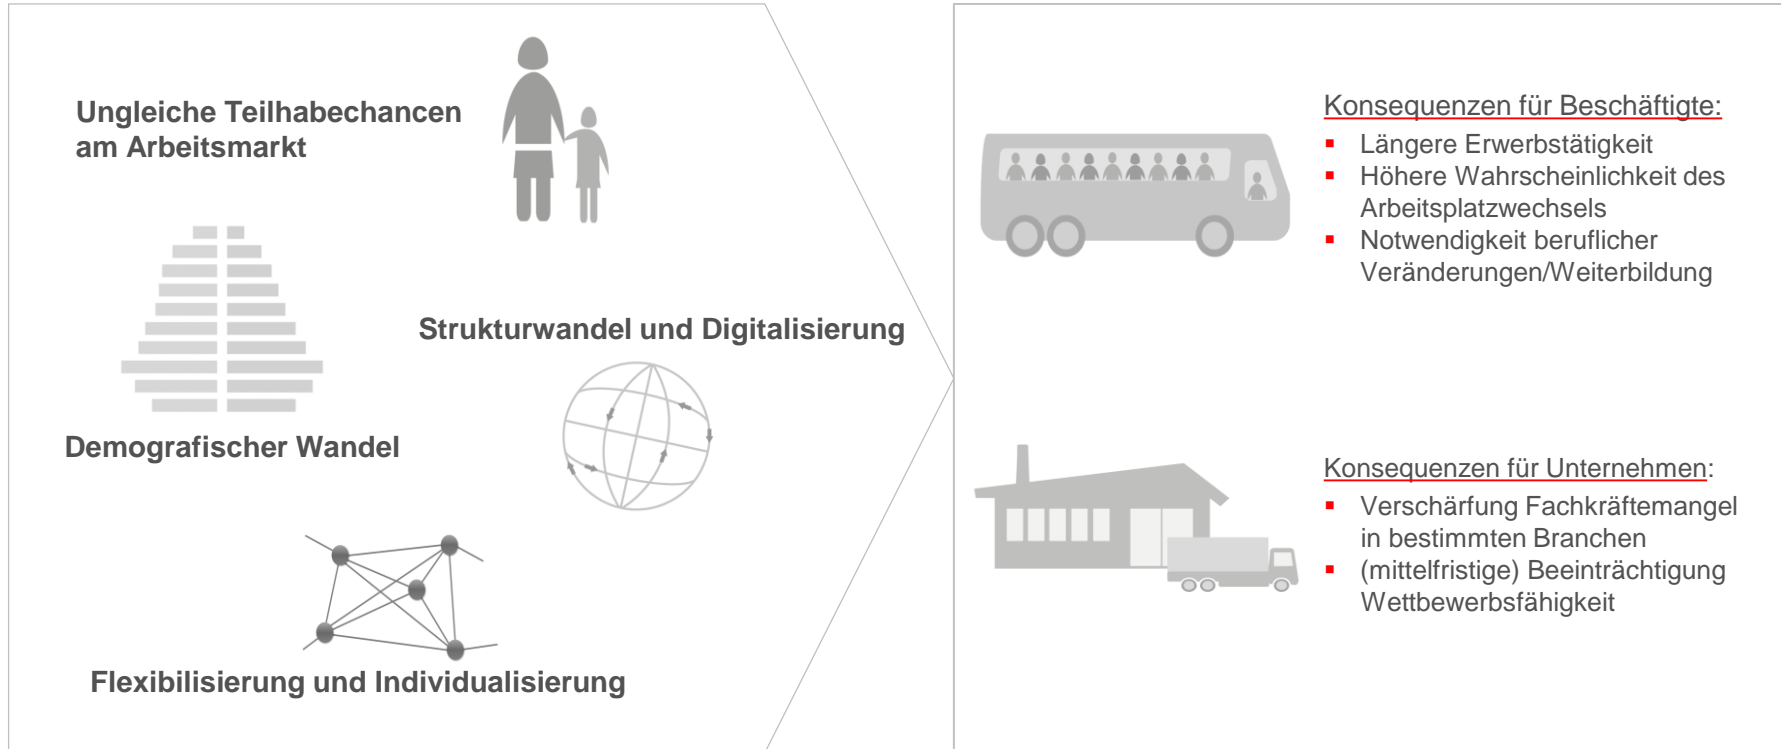 Ungleiche Teilhabechancen
am Arbeitsmarkt
Strukturwandel und Digitalisierung
Demografischer Wandel
Flexibilisierung und Individualisierung
Konsequenzen für Beschäftigte:
▪ Längere Erwerbstätigkeit
▪ Höhere Wahrscheinlichkeit des
Arbeitsplatzwechsels
▪ Notwendigkeit beruflicher
Veränderungen/Weiterbildung
Konsequenzen für Unternehmen:
▪ Verschärfung Fachkräftemangel
in bestimmten Branchen
▪ (mittelfristige) Beeinträchtigung
Wettbewerbsfähigkeit